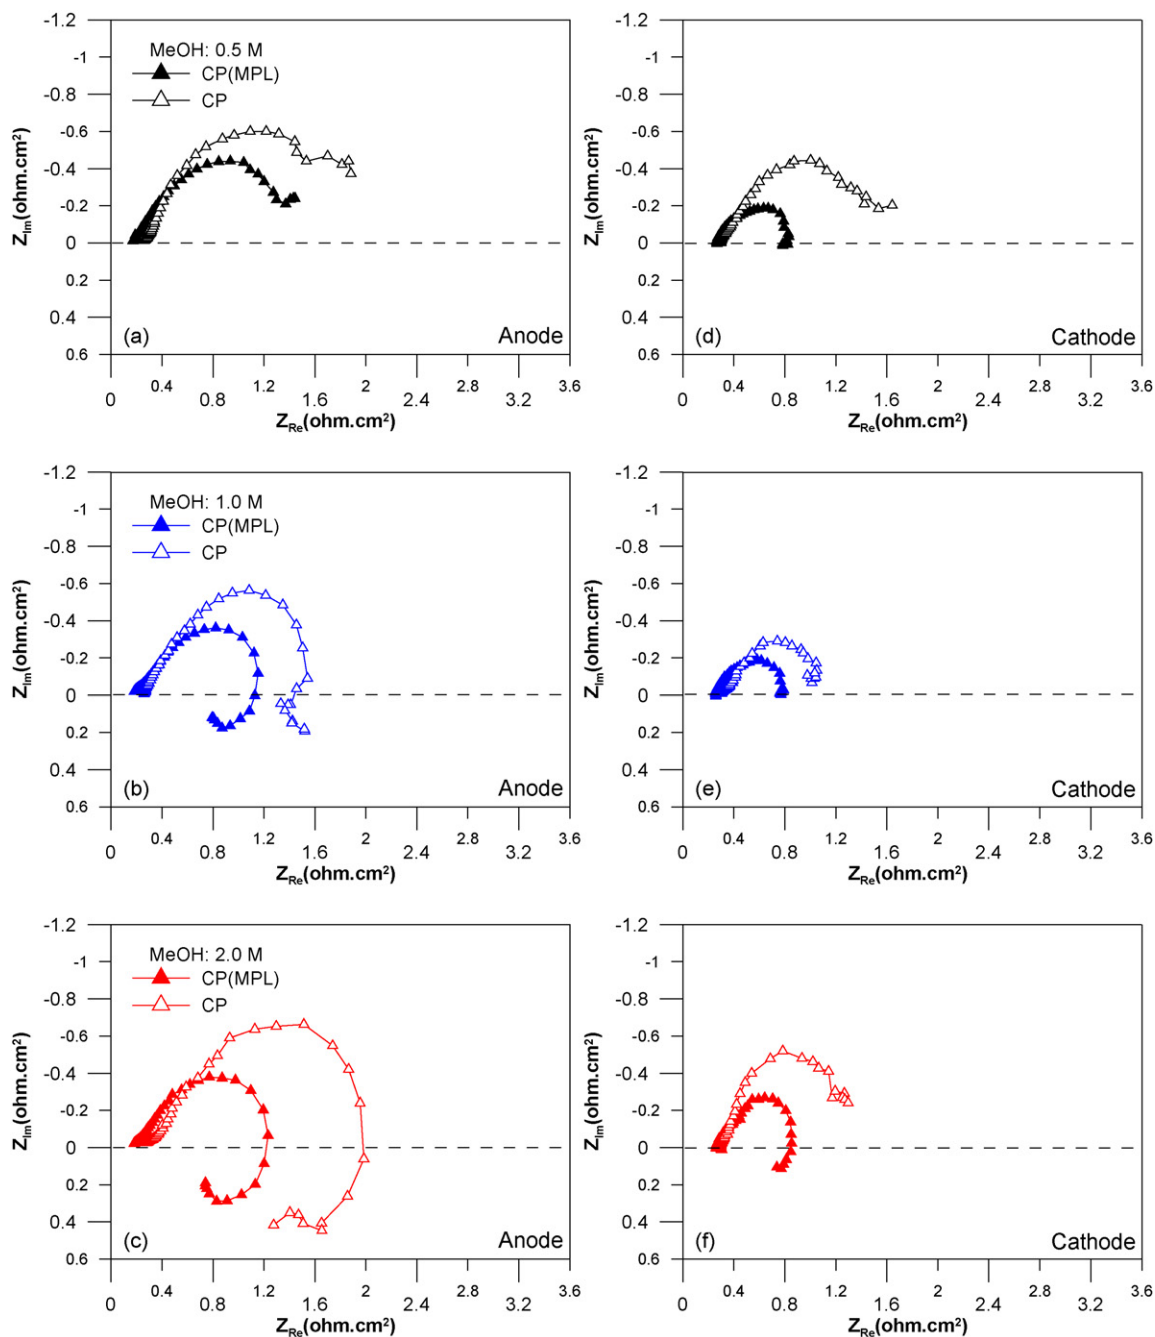 -1.2
-1
-0.8
-0.6
-0.4
-0.2
0
0.2
0.4
0.6
Z_Im(ohm.cm²)
MeOH: 0.5 M
CP(MPL)
CP
(a)
Anode
0 0.4 0.8 1.2 1.6 2 2.4 2.8 3.2 3.6
Z_Re(ohm.cm²)
-1.2
-1
-0.8
-0.6
-0.4
-0.2
0
0.2
0.4
0.6
Z_Im(ohm.cm²)
(d)
Cathode
0 0.4 0.8 1.2 1.6 2 2.4 2.8 3.2 3.6
Z_Re(ohm.cm²)
-1.2
-1
-0.8
-0.6
-0.4
-0.2
0
0.2
0.4
0.6
Z_Im(ohm.cm²)
MeOH: 1.0 M
CP(MPL)
CP
(b)
Anode
0 0.4 0.8 1.2 1.6 2 2.4 2.8 3.2 3.6
Z_Re(ohm.cm²)
-1.2
-1
-0.8
-0.6
-0.4
-0.2
0
0.2
0.4
0.6
Z_Im(ohm.cm²)
(e)
Cathode
0 0.4 0.8 1.2 1.6 2 2.4 2.8 3.2 3.6
Z_Re(ohm.cm²)
-1.2
-1
-0.8
-0.6
-0.4
-0.2
0
0.2
0.4
0.6
Z_Im(ohm.cm²)
MeOH: 2.0 M
CP(MPL)
CP
(c)
Anode
0 0.4 0.8 1.2 1.6 2 2.4 2.8 3.2 3.6
Z_Re(ohm.cm²)
-1.2
-1
-0.8
-0.6
-0.4
-0.2
0
0.2
0.4
0.6
Z_Im(ohm.cm²)
(f)
Cathode
0 0.4 0.8 1.2 1.6 2 2.4 2.8 3.2 3.6
Z_Re(ohm.cm²)